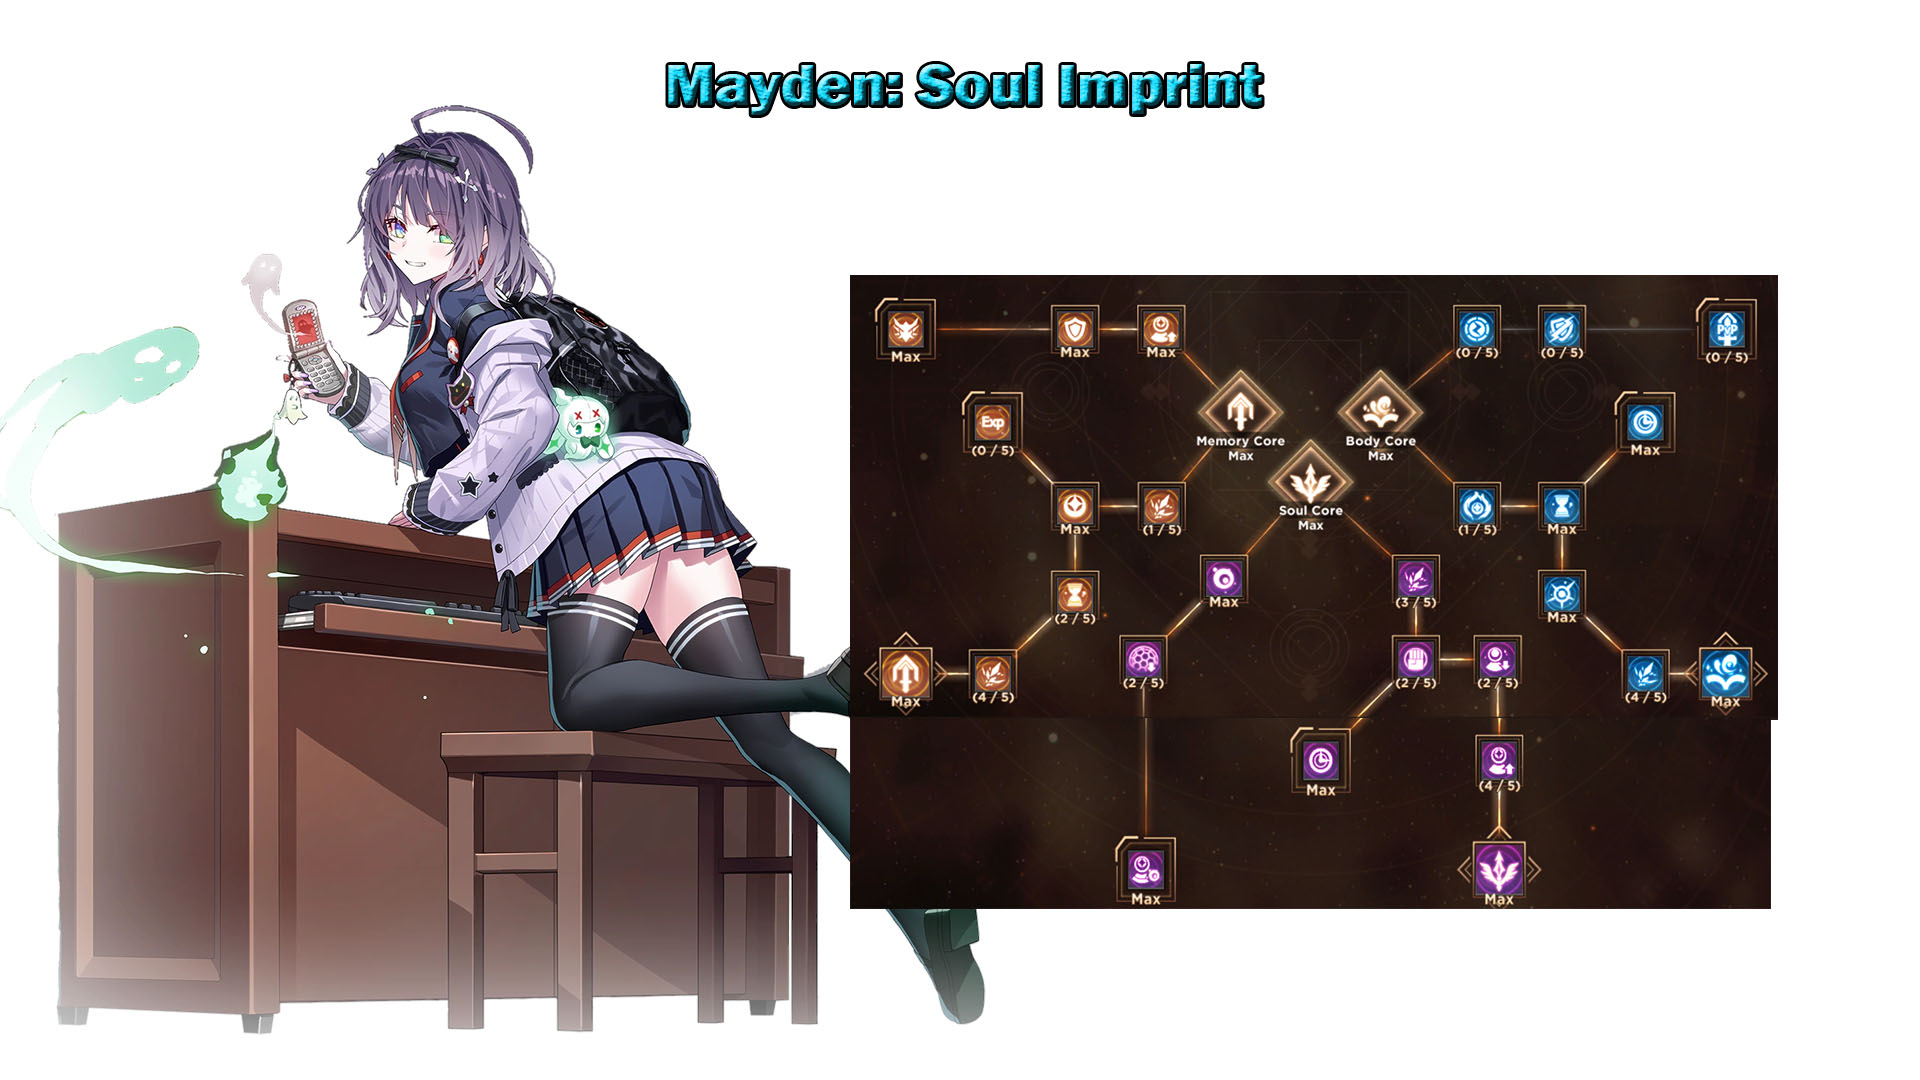 Mayden: Soul Imprint
Max
Max
Max
(0 / 5)
(0 / 5)
PvP
(0 / 5)
Memory Core
Max
Body Core
Max
Exp
(0 / 5)
Max
Soul Core
Max
Max
(1 / 5)
(1 / 5)
Max
Max
(3 / 5)
(2 / 5)
Max
Max
(4 / 5)
(2 / 5)
(2 / 5)
(2 / 5)
(4 / 5)
Max
Max
(4 / 5)
Max
Max